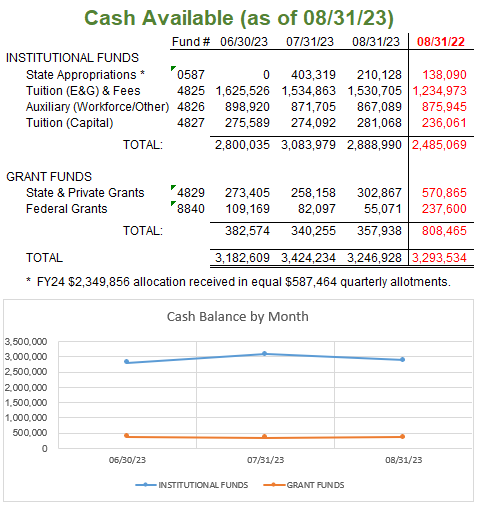 Cash Available (as of 08/31/23)
Fund # 06/30/23 07/31/23 08/31/23 08/31/22
INSTITUTIONAL FUNDS
State Appropriations * 0587 0 403,319 210,128 138,090
Tuition (E&G) & Fees 4825 1,625,526 1,534,863 1,530,705 1,234,973
Auxiliary (Workforce/Other) 4826 898,920 871,705 867,089 875,945
Tuition (Capital) 4827 275,589 274,092 281,068 236,061
TOTAL: 2,800,035 3,083,979 2,888,990 2,485,069
GRANT FUNDS
State & Private Grants 4829 273,405 258,158 302,867 570,865
Federal Grants 8840 109,169 82,097 55,071 237,600
TOTAL: 382,574 340,255 357,938 808,465
TOTAL 3,182,609 3,424,234 3,246,928 3,293,534
* FY24 $2,349,856 allocation received in equal $587,464 quarterly allotments.
Cash Balance by Month
3,500,000
3,000,000
2,500,000
2,000,000
1,500,000
1,000,000
500,000
0
06/30/23 07/31/23 08/31/23
INSTITUTIONAL FUNDS GRANT FUNDS